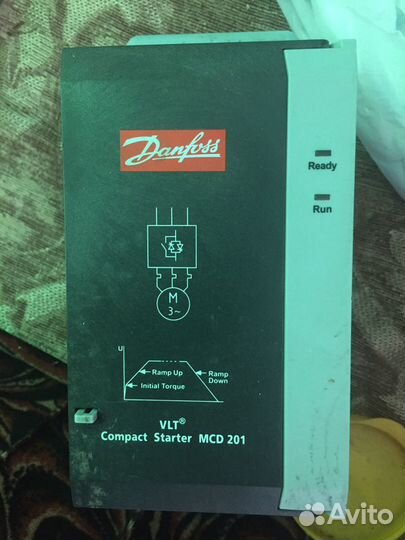 Danfoss
Ready
Run
M
3~
U
Ramp Up
Ramp
Down
Initial Torque
VLT®
Compact Starter MCD 201
Avito